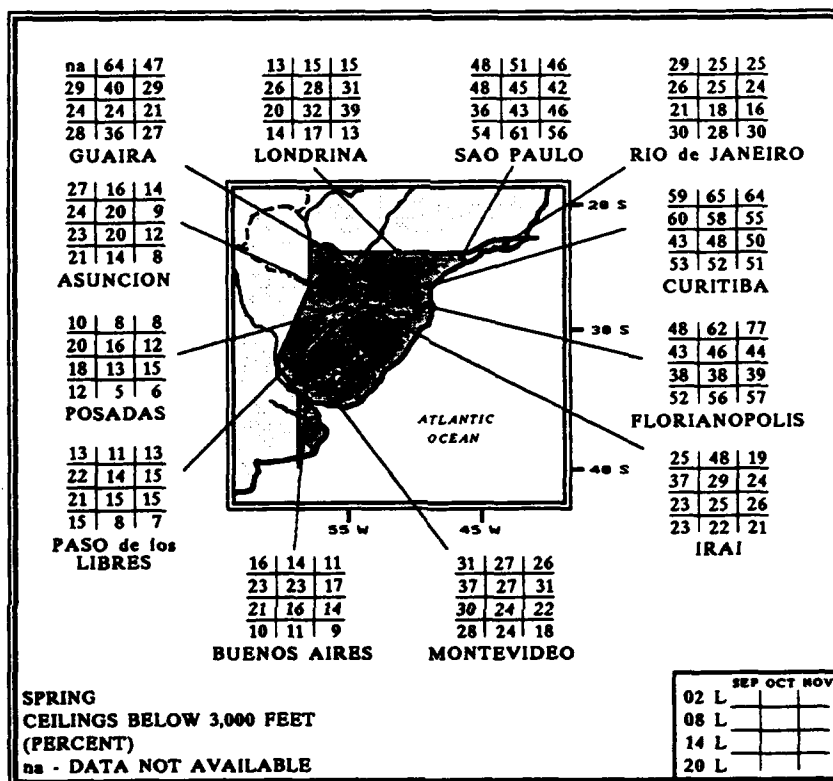 na 64 47
29 40 29
24 24 21
28 36 27
GUAIRA
13 15 15
26 28 31
20 32 39
14 17 13
LONDRINA
48 51 46
48 45 42
36 43 46
54 61 56
SAO PAULO
29 25 25
26 25 24
21 18 16
30 28 30
RIO de JANEIRO
27 16 14
24 20 9
23 20 12
21 14 8
ASUNCION
20 S
59 65 64
60 58 55
43 48 50
53 52 51
CURITIBA
10 8 8
20 16 12
18 13 15
12 5 6
POSADAS
30 S
48 62 77
43 46 44
38 38 39
52 56 57
FLORIANOPOLIS
ATLANTIC
OCEAN
13 11 13
22 14 15
21 15 15
15 8 7
PASO de los
LIBRES
40 S
25 48 19
37 29 24
23 25 26
23 22 21
IRAI
55 W 45 W
16 14 11
23 23 17
21 16 14
10 11 9
BUENOS AIRES
31 27 26
37 27 31
30 24 22
28 24 18
MONTEVIDEO
SPRING
CEILINGS BELOW 3,000 FEET
(PERCENT)
na - DATA NOT AVAILABLE
SEP OCT NOV
02 L
08 L
14 L
20 L